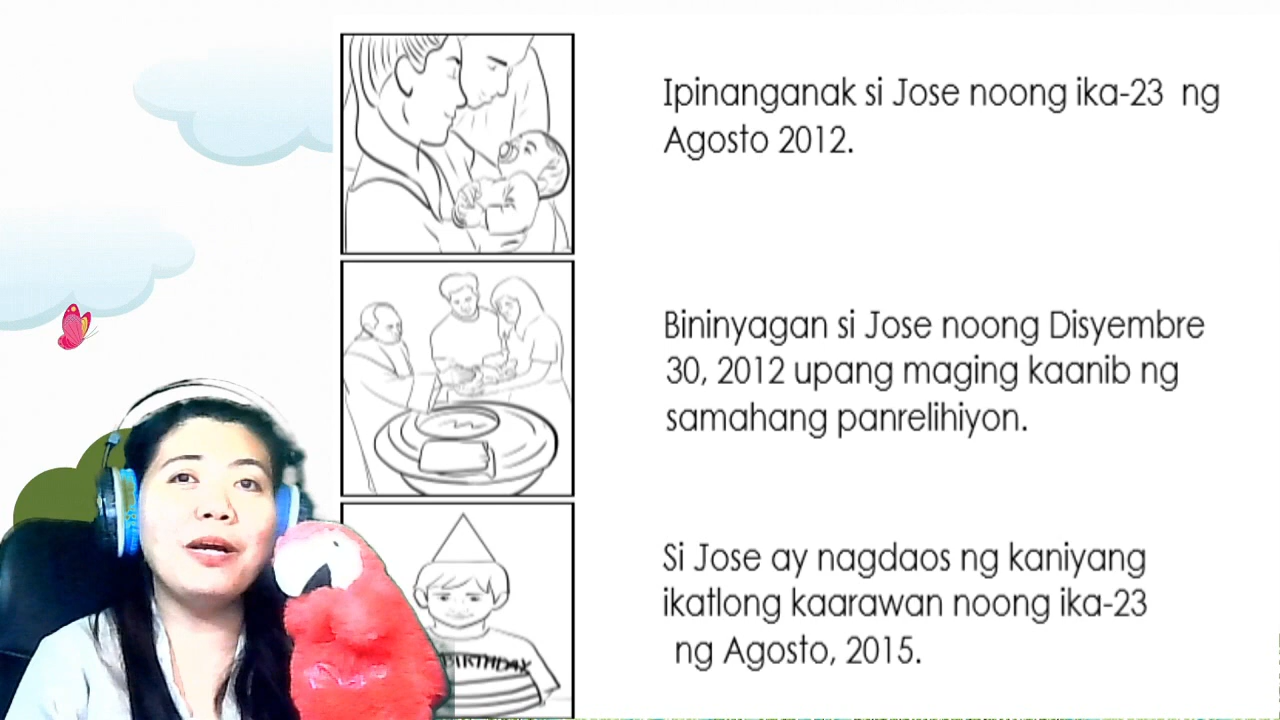 Ipinanganak si Jose noong ika-23 ng
Agosto 2012.
Bininyagan si Jose noong Disyembre
30, 2012 upang maging kaanib ng
samahang panrelihiyon.
Si Jose ay nagdaos ng kaniyang
ikatlong kaarawan noong ika-23
ng Agosto, 2015.
BIRTHDAY